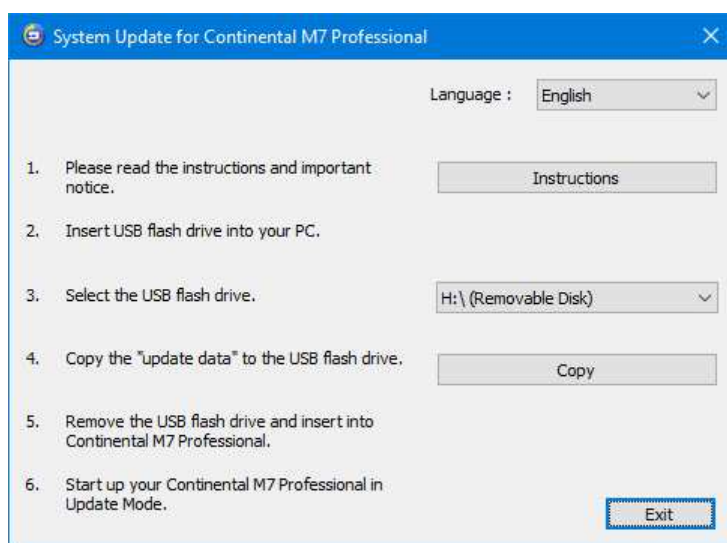 System Update for Continental M7 Professional
Language : English
1. Please read the instructions and important
notice.
Instructions
2. Insert USB flash drive into your PC.
3. Select the USB flash drive.
H:\ (Removable Disk)
4. Copy the "update data" to the USB flash drive.
Copy
5. Remove the USB flash drive and insert into
Continental M7 Professional.
6. Start up your Continental M7 Professional in
Update Mode.
Exit